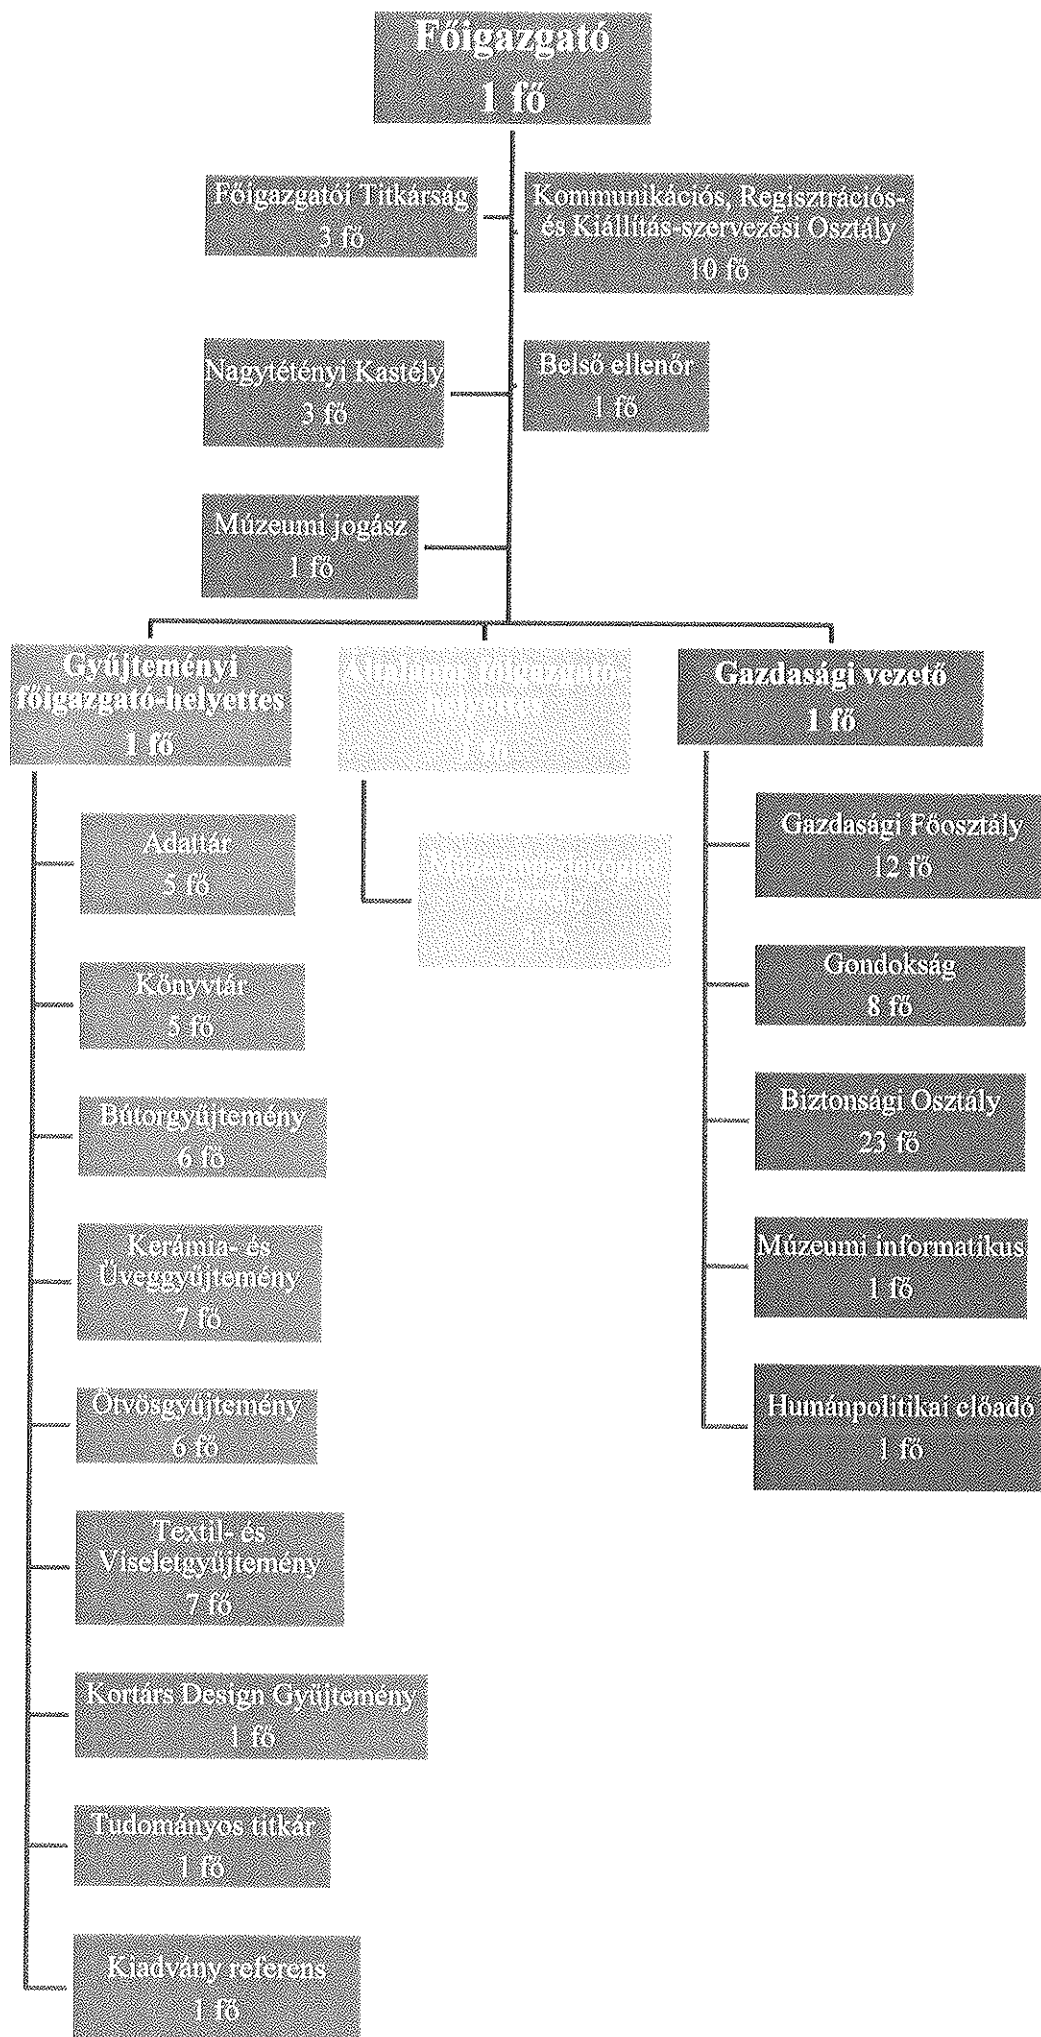 Főigazgató
1 fő
Főigazgatói Titkárság
3 fő
Kommunikációs, Regisztrációs-
és Kiállítás-szervezési Osztály
10 fő
Nagytétényi Kastély
3 fő
Belső ellenőr
1 fő
Múzeumi jogász
1 fő
Gyűjteményi
főigazgató-helyettes
1 fő
Általános főigazgató-
helyettes
Gazdasági vezető
1 fő
Adattár
5 fő
Könyvtár
5 fő
Bútorgyűjtemény
6 fő
Kerámia- és
Üveggyűjtemény
7 fő
Ötvösgyűjtemény
6 fő
Textil- és
Viseletgyűjtemény
7 fő
Kortárs Design Gyűjtemény
1 fő
Tudományos titkár
1 fő
Kiadvány referens
1 fő
Gazdasági Főosztály
12 fő
Gondokság
8 fő
Biztonsági Osztály
23 fő
Múzeumi informatikus
1 fő
Humánpolitikai előadó
1 fő